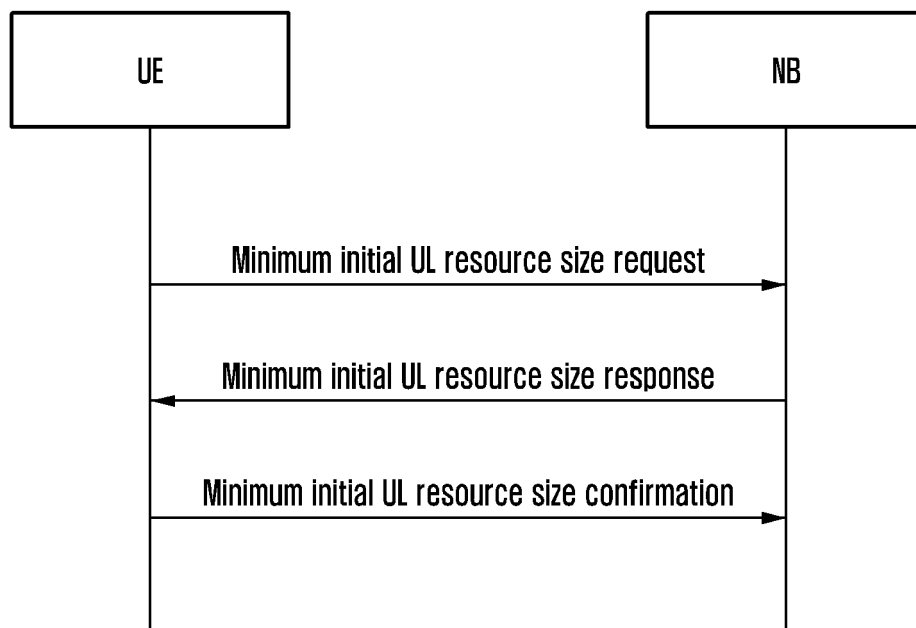 UE
NB
Minimum initial UL resource size request
Minimum initial UL resource size response
Minimum initial UL resource size confirmation